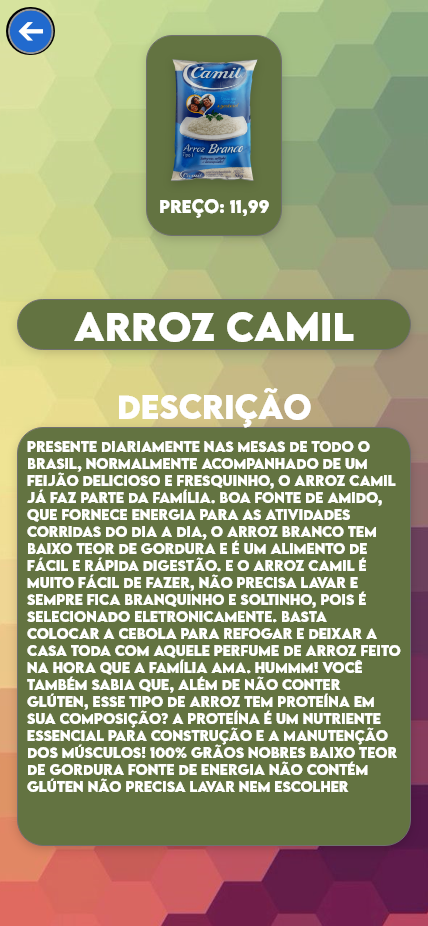 Camil
Arroz Branco
Tipo 1
Camil
PREÇO: 11,99
ARROZ CAMIL
DESCRIÇÃO
PRESENTE DIARIAMENTE NAS MESAS DE TODO O
BRASIL, NORMALMENTE ACOMPANHADO DE UM
FEIJÃO DELICIOSO E FRESQUINHO, O ARROZ CAMIL
JÁ FAZ PARTE DA FAMÍLIA. BOA FONTE DE AMIDO,
QUE FORNECE ENERGIA PARA AS ATIVIDADES
CORRIDAS DO DIA A DIA, O ARROZ BRANCO TEM
BAIXO TEOR DE GORDURA E É UM ALIMENTO DE
FÁCIL E RÁPIDA DIGESTÃO. E O ARROZ CAMIL É
MUITO FÁCIL DE FAZER, NÃO PRECISA LAVAR E
SEMPRE FICA BRANQUINHO E SOLTINHO, POIS É
SELECIONADO ELETRONICAMENTE. BASTA
COLOCAR A CEBOLA PARA REFOGAR E DEIXAR A
CASA TODA COM AQUELE PERFUME DE ARROZ FEITO
NA HORA QUE A FAMÍLIA AMA. HUMMM! VOCÊ
TAMBÉM SABIA QUE, ALÉM DE NÃO CONTER
GLÚTEN, ESSE TIPO DE ARROZ TEM PROTEÍNA EM
SUA COMPOSIÇÃO? A PROTEÍNA É UM NUTRIENTE
ESSENCIAL PARA CONSTRUÇÃO E A MANUTENÇÃO
DOS MÚSCULOS! 100% GRÃOS NOBRES BAIXO TEOR
DE GORDURA FONTE DE ENERGIA NÃO CONTÉM
GLÚTEN NÃO PRECISA LAVAR NEM ESCOLHER